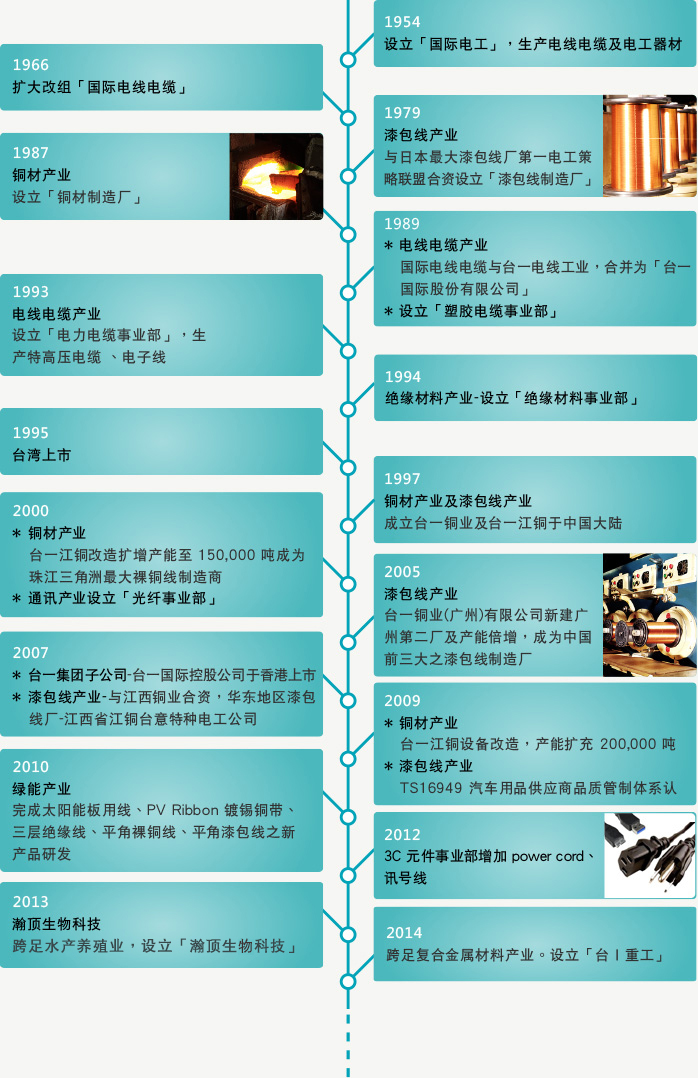 1954
设立「国际电工」，生产电线电缆及电工器材
1966
扩大改组「国际电线电缆」
1979
漆包线产业
与日本最大漆包线厂第一电工策
略联盟合资设立「漆包线制造厂」
1987
铜材产业
设立「铜材制造厂」
1989
* 电线电缆产业
国际电线电缆与台一电线工业，合并为「台一
国际股份有限公司」
* 设立「塑胶电缆事业部」
1993
电线电缆产业
设立「电力电缆事业部」，生
产特高压电缆 、电子线
1994
绝缘材料产业-设立「绝缘材料事业部」
1995
台湾上市
1997
铜材产业及漆包线产业
成立台一铜业及台一江铜于中国大陆
2000
* 铜材产业
台一江铜改造扩增产能至 150,000 吨成为
珠江三角洲最大裸铜线制造商
* 通讯产业设立「光纤事业部」
2005
漆包线产业
台一铜业(广州)有限公司新建广
州第二厂及产能倍增，成为中国
前三大之漆包线制造厂
2007
* 台一集团子公司-台一国际控股公司于香港上市
* 漆包线产业-与江西铜业合资，华东地区漆包
线厂-江西省江铜台意特种电工公司
2009
* 铜材产业
台一江铜设备改造，产能扩充 200,000 吨
* 漆包线产业
TS16949 汽车用品供应商品质管制体系认
2010
绿能产业
完成太阳能板用线、PV Ribbon 镀锡铜带、
三层绝缘线、平角裸铜线、平角漆包线之新
产品研发
2012
3C 元件事业部增加 power cord、
讯号线
2013
瀚顶生物科技
跨足水产养殖业，设立「瀚顶生物科技」
2014
跨足复合金属材料产业。设立「台丨重工」